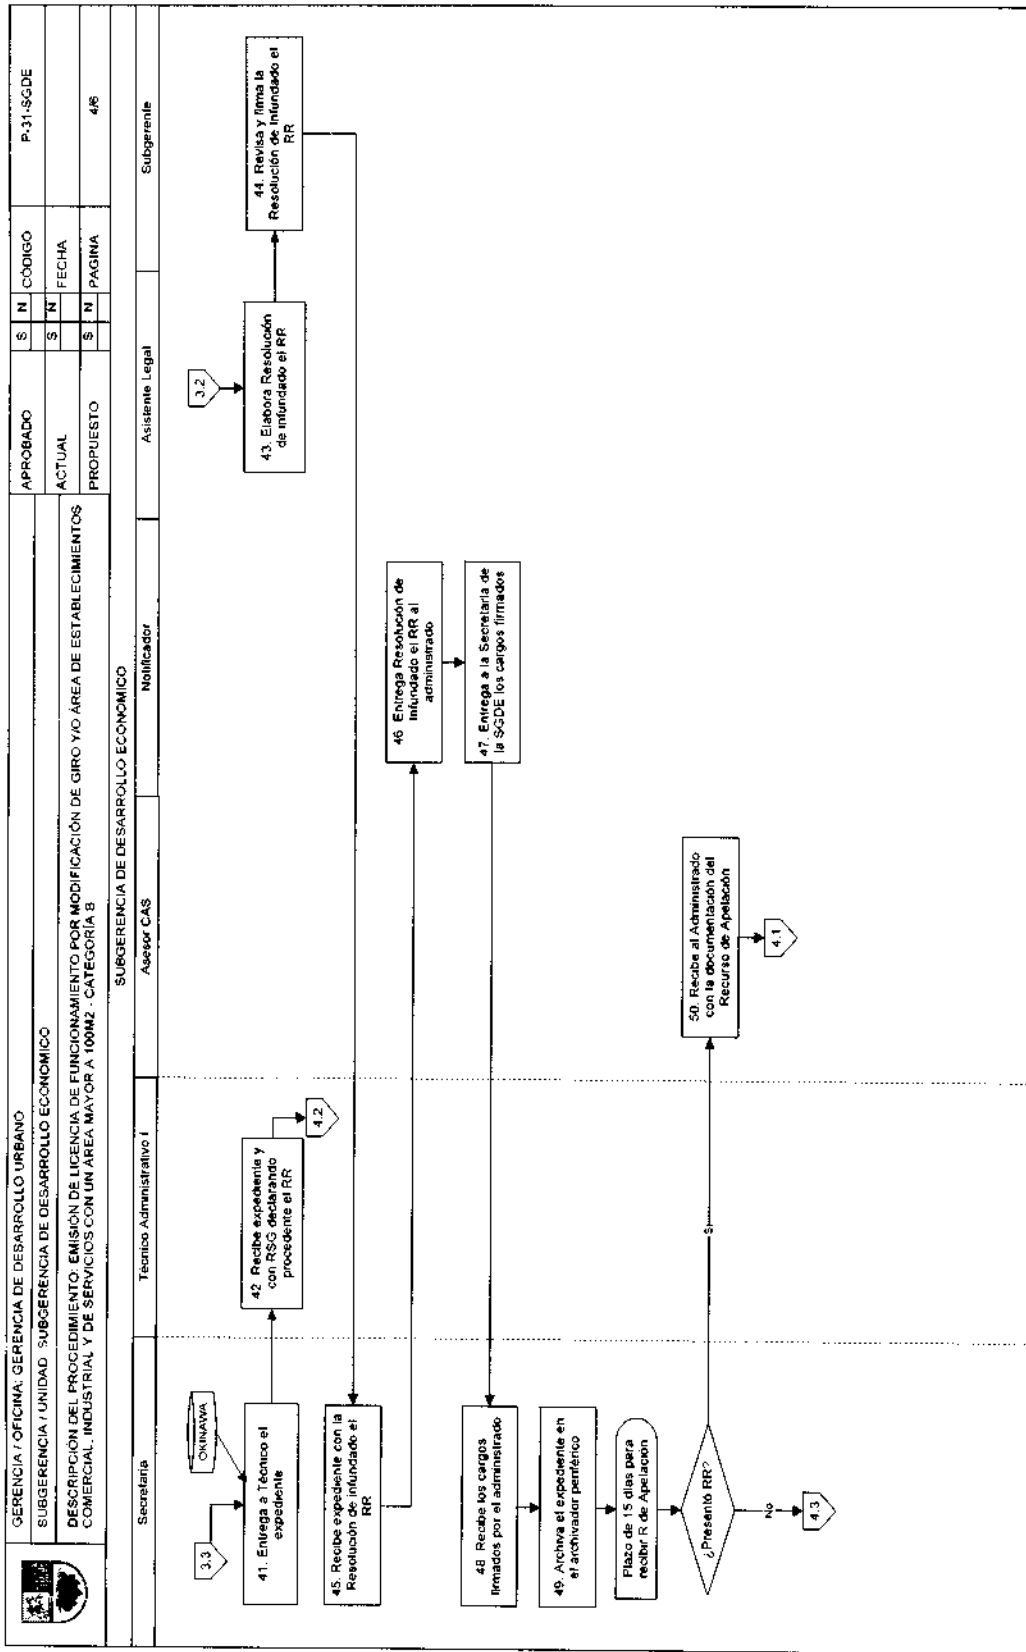 GERENCIA / OFICINA: GERENCIA DE DESARROLLO URBANO
APROBADO
S N
CÓDIGO
P-31-SGDE
SUBGERENCIA / UNIDAD SUBGERENCIA DE DESARROLLO ECONOMICO
ACTUAL
S N
FECHA
DESCRIPCIÓN DEL PROCEDIMIENTO: EMISIÓN DE LICENCIA DE FUNCIONAMIENTO POR MODIFICACIÓN DE GIRO Y/O ÁREA DE ESTABLECIMIENTOS
COMERCIAL, INDUSTRIAL Y DE SERVICIOS CON UN ÁREA MAYOR A 100M2 - CATEGORÍA B
PROPUESTO
S N
PAGINA
4/6
SUBGERENCIA DE DESARROLLO ECONOMICO
Secretaria
Técnico Administrativo I
Asesor CAS
Notificador
Asistente Legal
Subgerente
3.3
OKINAWA
41. Entrega a Técnico el
expediente
42 Recibe expediente y
con RSG declarando
procedente el RR
4.2
3.2
43. Elabora Resolución
de infundado el RR
44. Revisa y firma la
Resolución de Infundado el
RR
45. Recibe expediente con la
Resolución de infundado el
RR
46 Entrega Resolución de
Infundado el RR al
administrado
47. Entrega a la Secretaria de
la SGDE los cargos firmados
48 Recibe los cargos
firmados por el administrado
49. Archiva el expediente en
el archivador periférico
Plazo de 15 días para
recibir R de Apelación
¿Presentó RR?
Si
No
4.3
50. Recibe al Administrado
con la documentación del
Recurso de Apelación
4.1